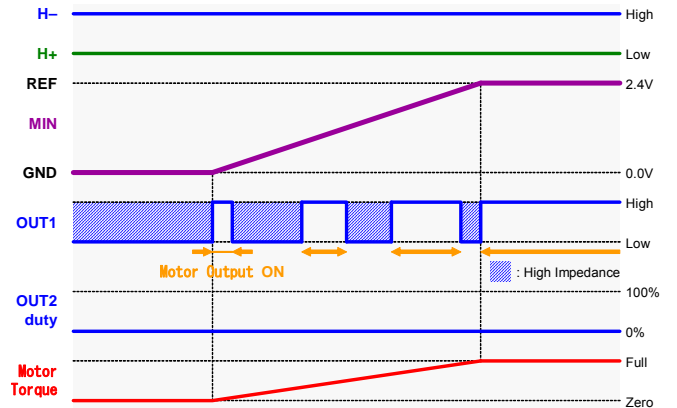 H– High
H+ Low
REF 2.4V
MIN
GND 0.0V
OUT1 High
Low
Motor Output ON
: High Impedance
OUT2 duty 100%
0%
Motor Torque Full
Zero